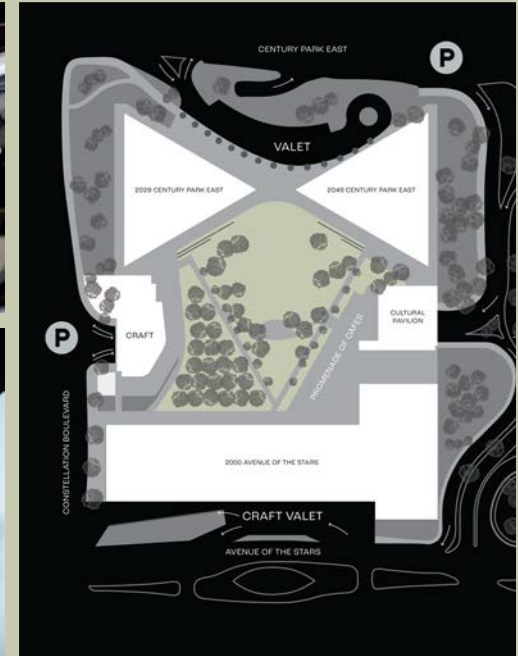 CENTURY PARK EAST
P
VALET
2029 CENTURY PARK EAST
2049 CENTURY PARK EAST
CULTURAL
PAVILION
P
CRAFT
PROMENADE OF CAFES
CONSTELLATION BOULEVARD
2000 AVENUE OF THE STARS
CRAFT VALET
AVENUE OF THE STARS